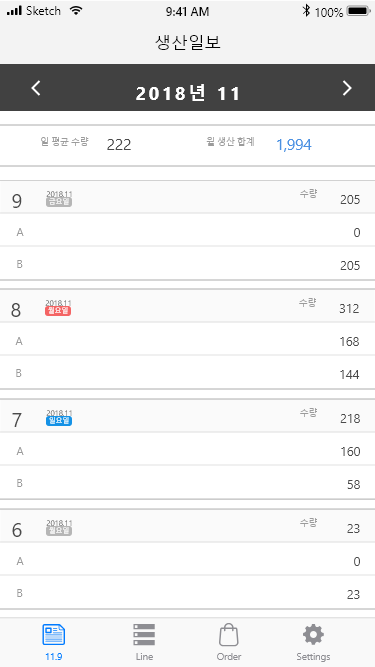 Sketch 9:41 AM 100%
생산일보
2018년 11
일 평균 수량 222 월 생산 합계 1,994
9 2018.11 금요일 수량 205
A 0
B 205
8 2018.11 월요일 수량 312
A 168
B 144
7 2018.11 일요일 수량 218
A 160
B 58
6 2018.11 월요일 수량 23
A 0
B 23
11.9 Line Order Settings